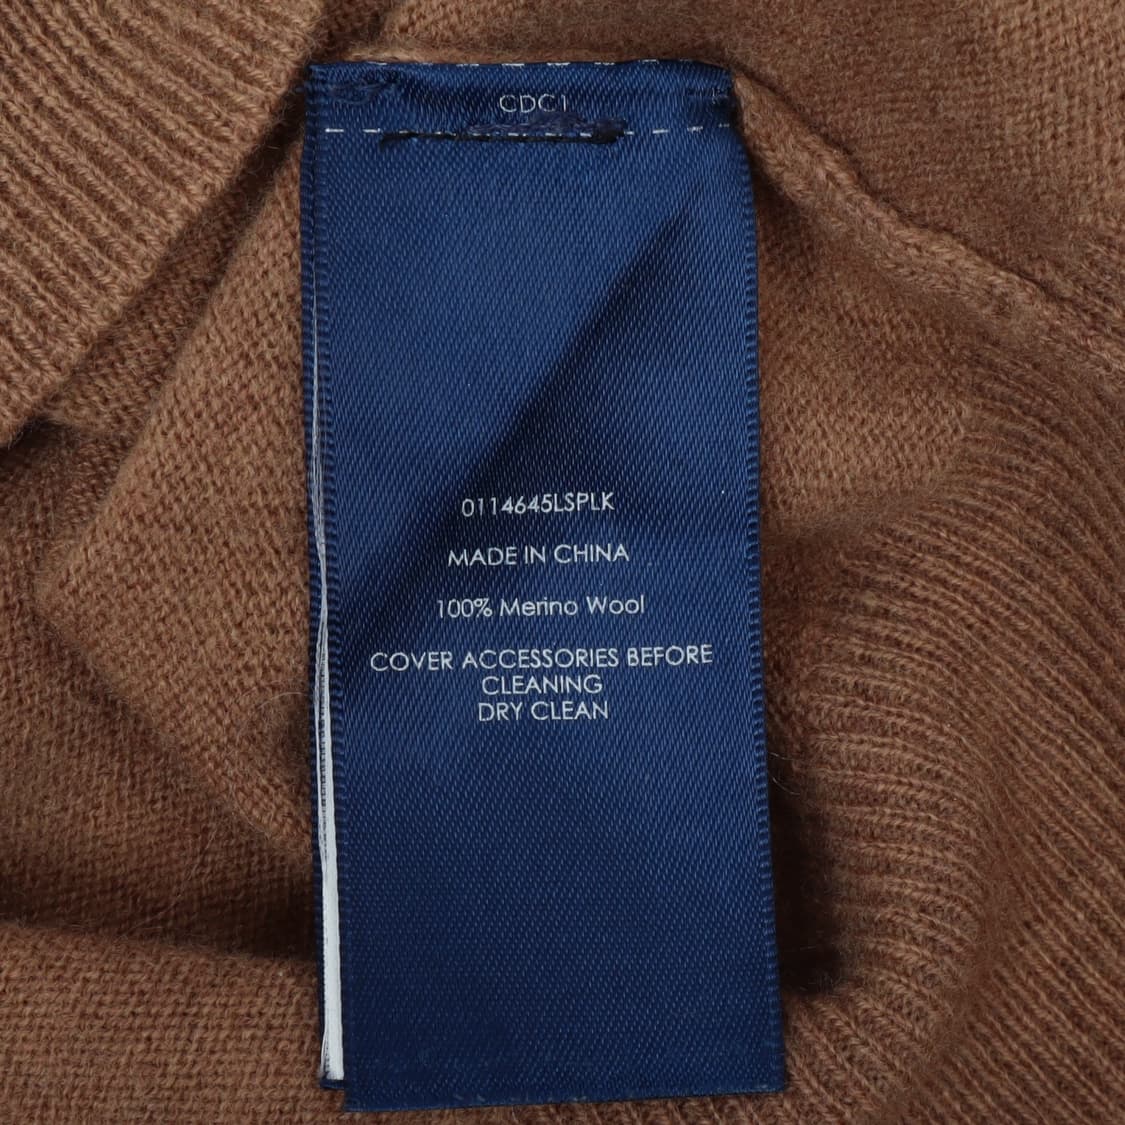 CDC1
0114645LSPLK
MADE IN CHINA
100% Merino Wool
COVER ACCESSORIES BEFORE
CLEANING
DRY CLEAN